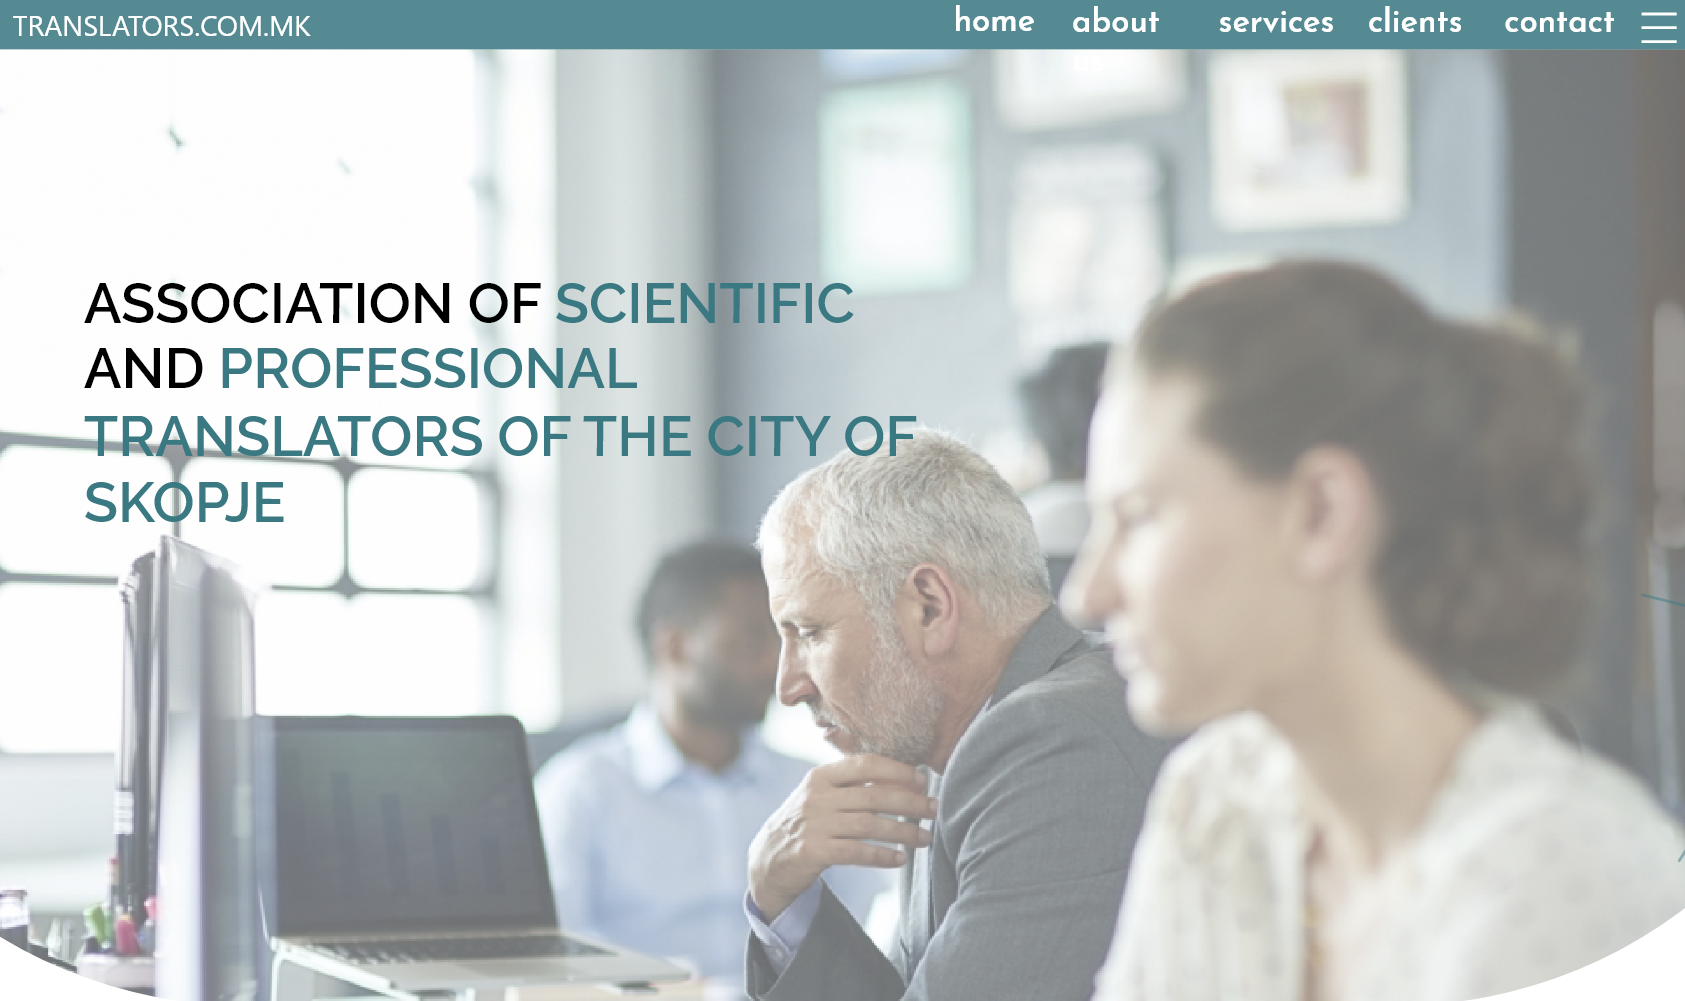 TRANSLATORS.COM.MK
home about services clients contact
ASSOCIATION OF SCIENTIFIC
AND PROFESSIONAL
TRANSLATORS OF THE CITY OF
SKOPJE